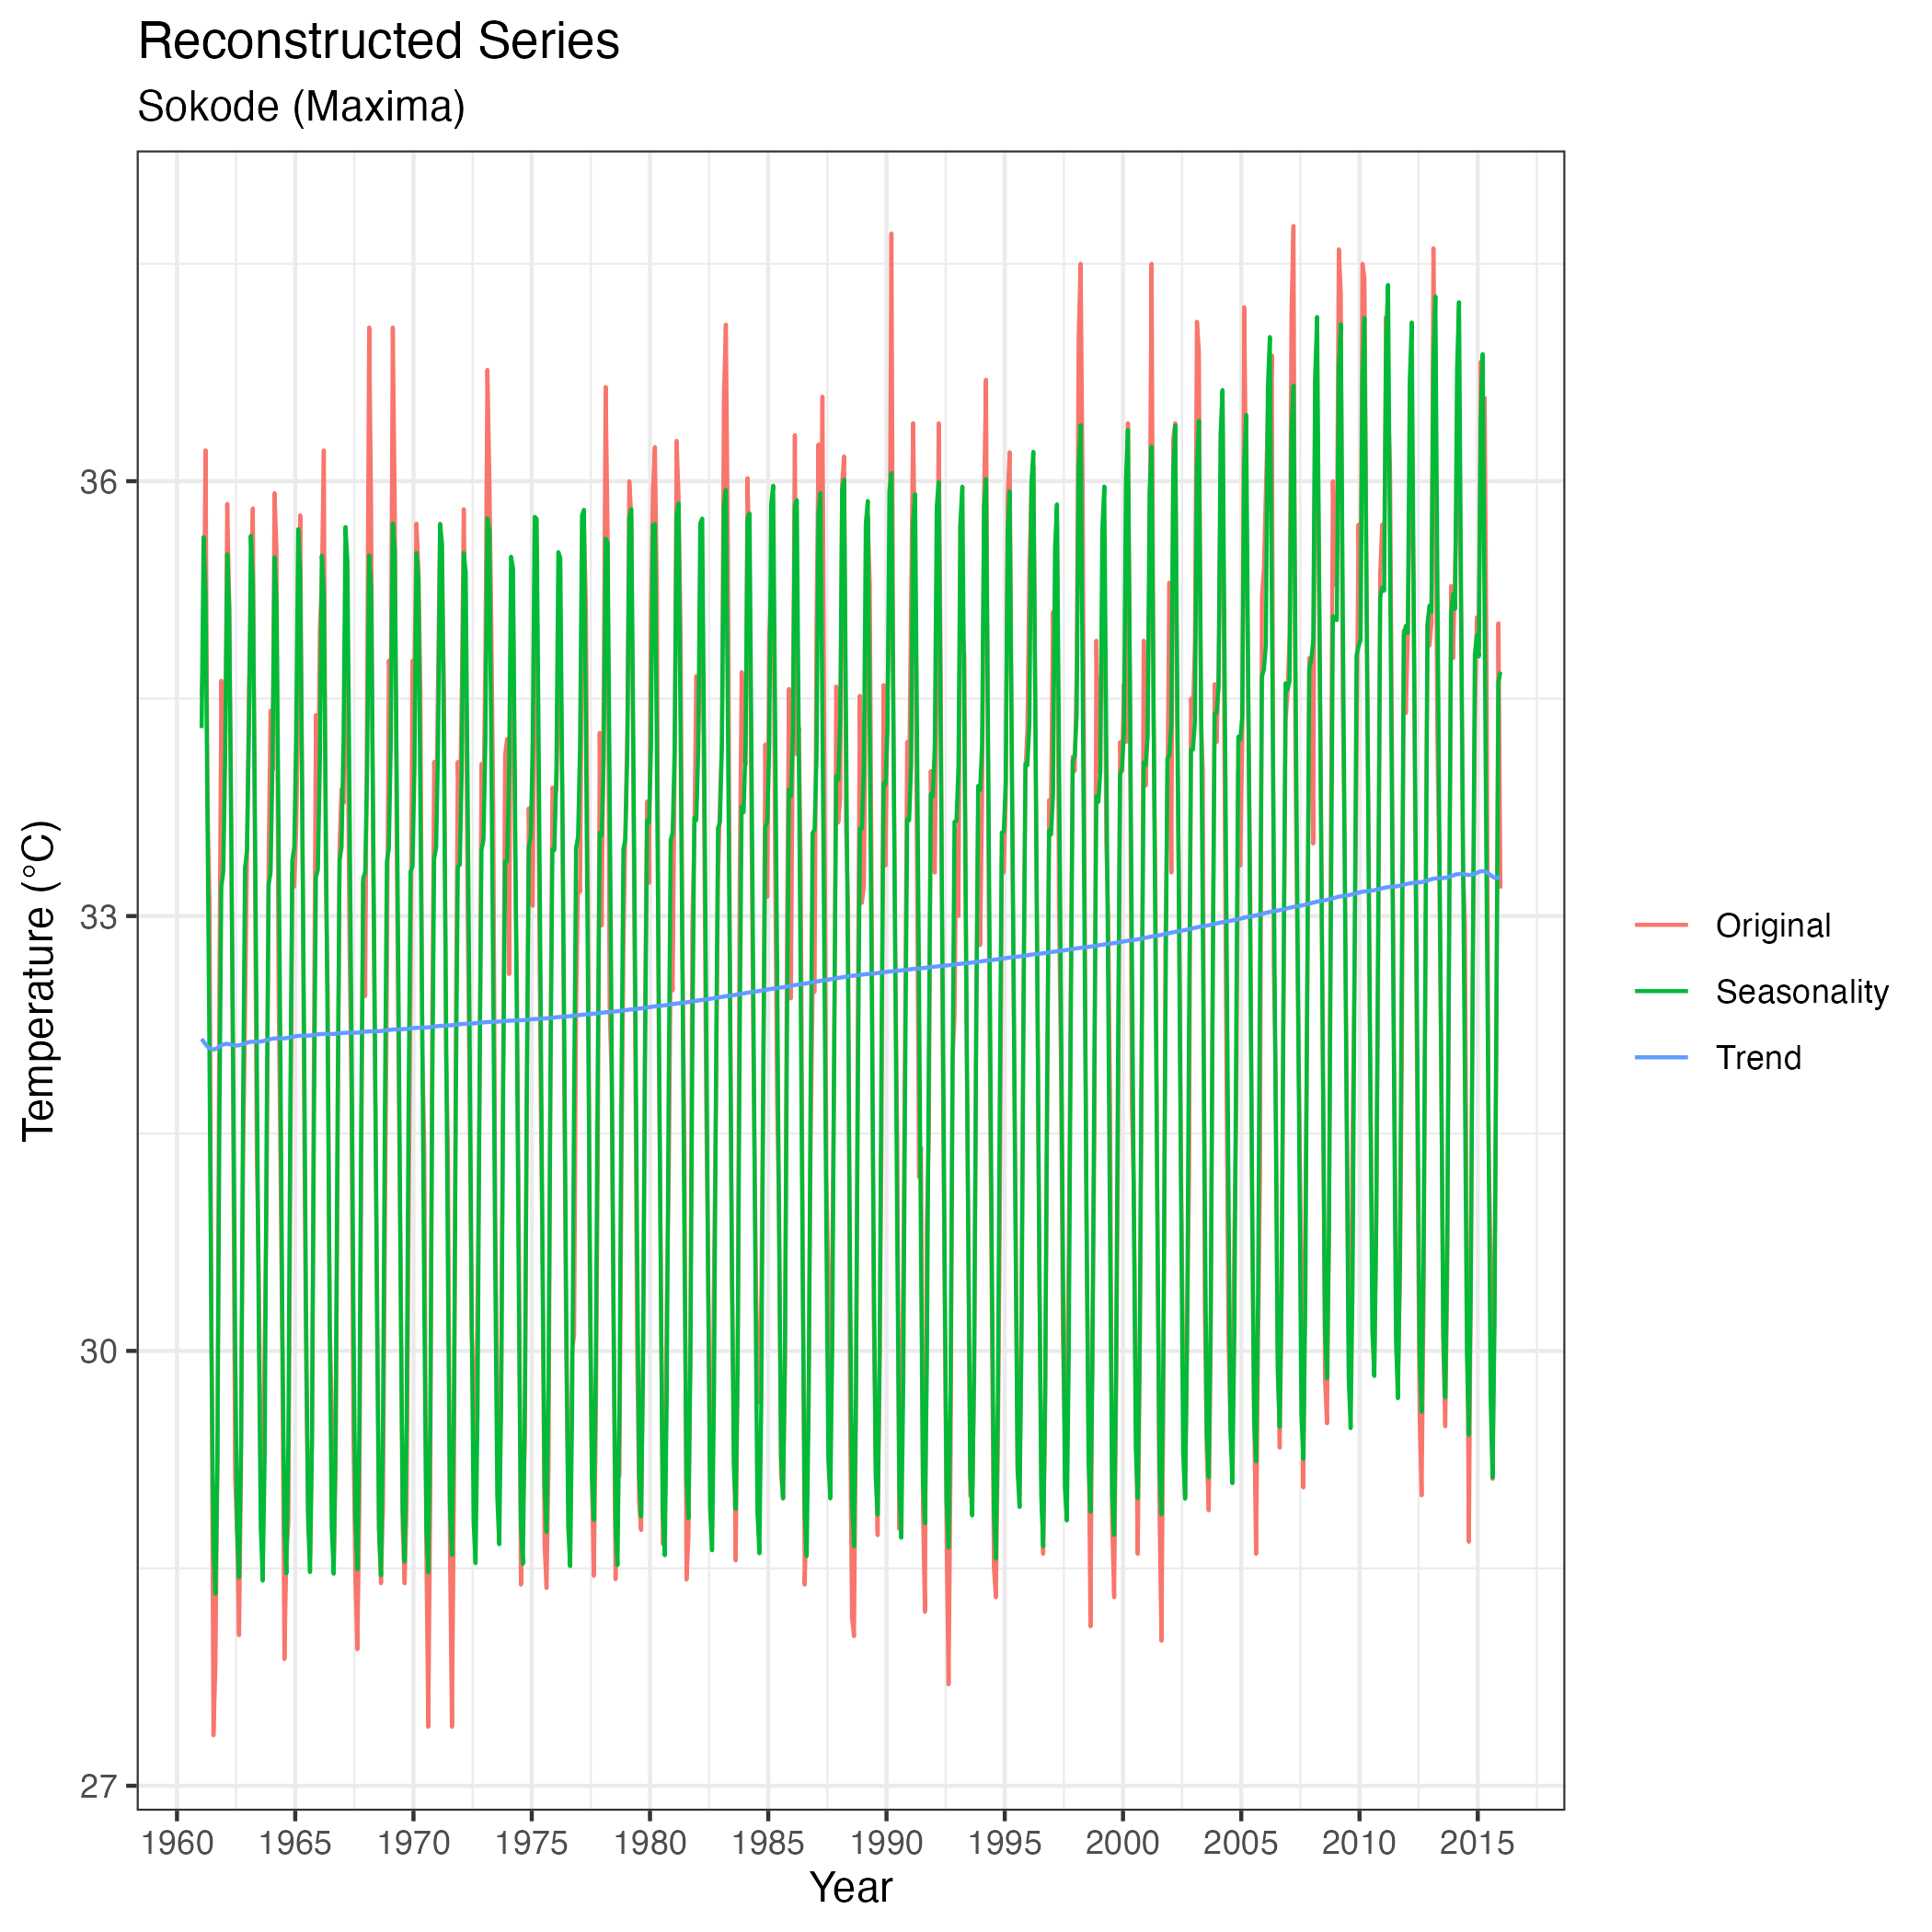 Reconstructed Series
Sokode (Maxima)
Temperature (°C)
36
33
30
27
1960 1965 1970 1975 1980 1985 1990 1995 2000 2005 2010 2015
Year
Original
Seasonality
Trend